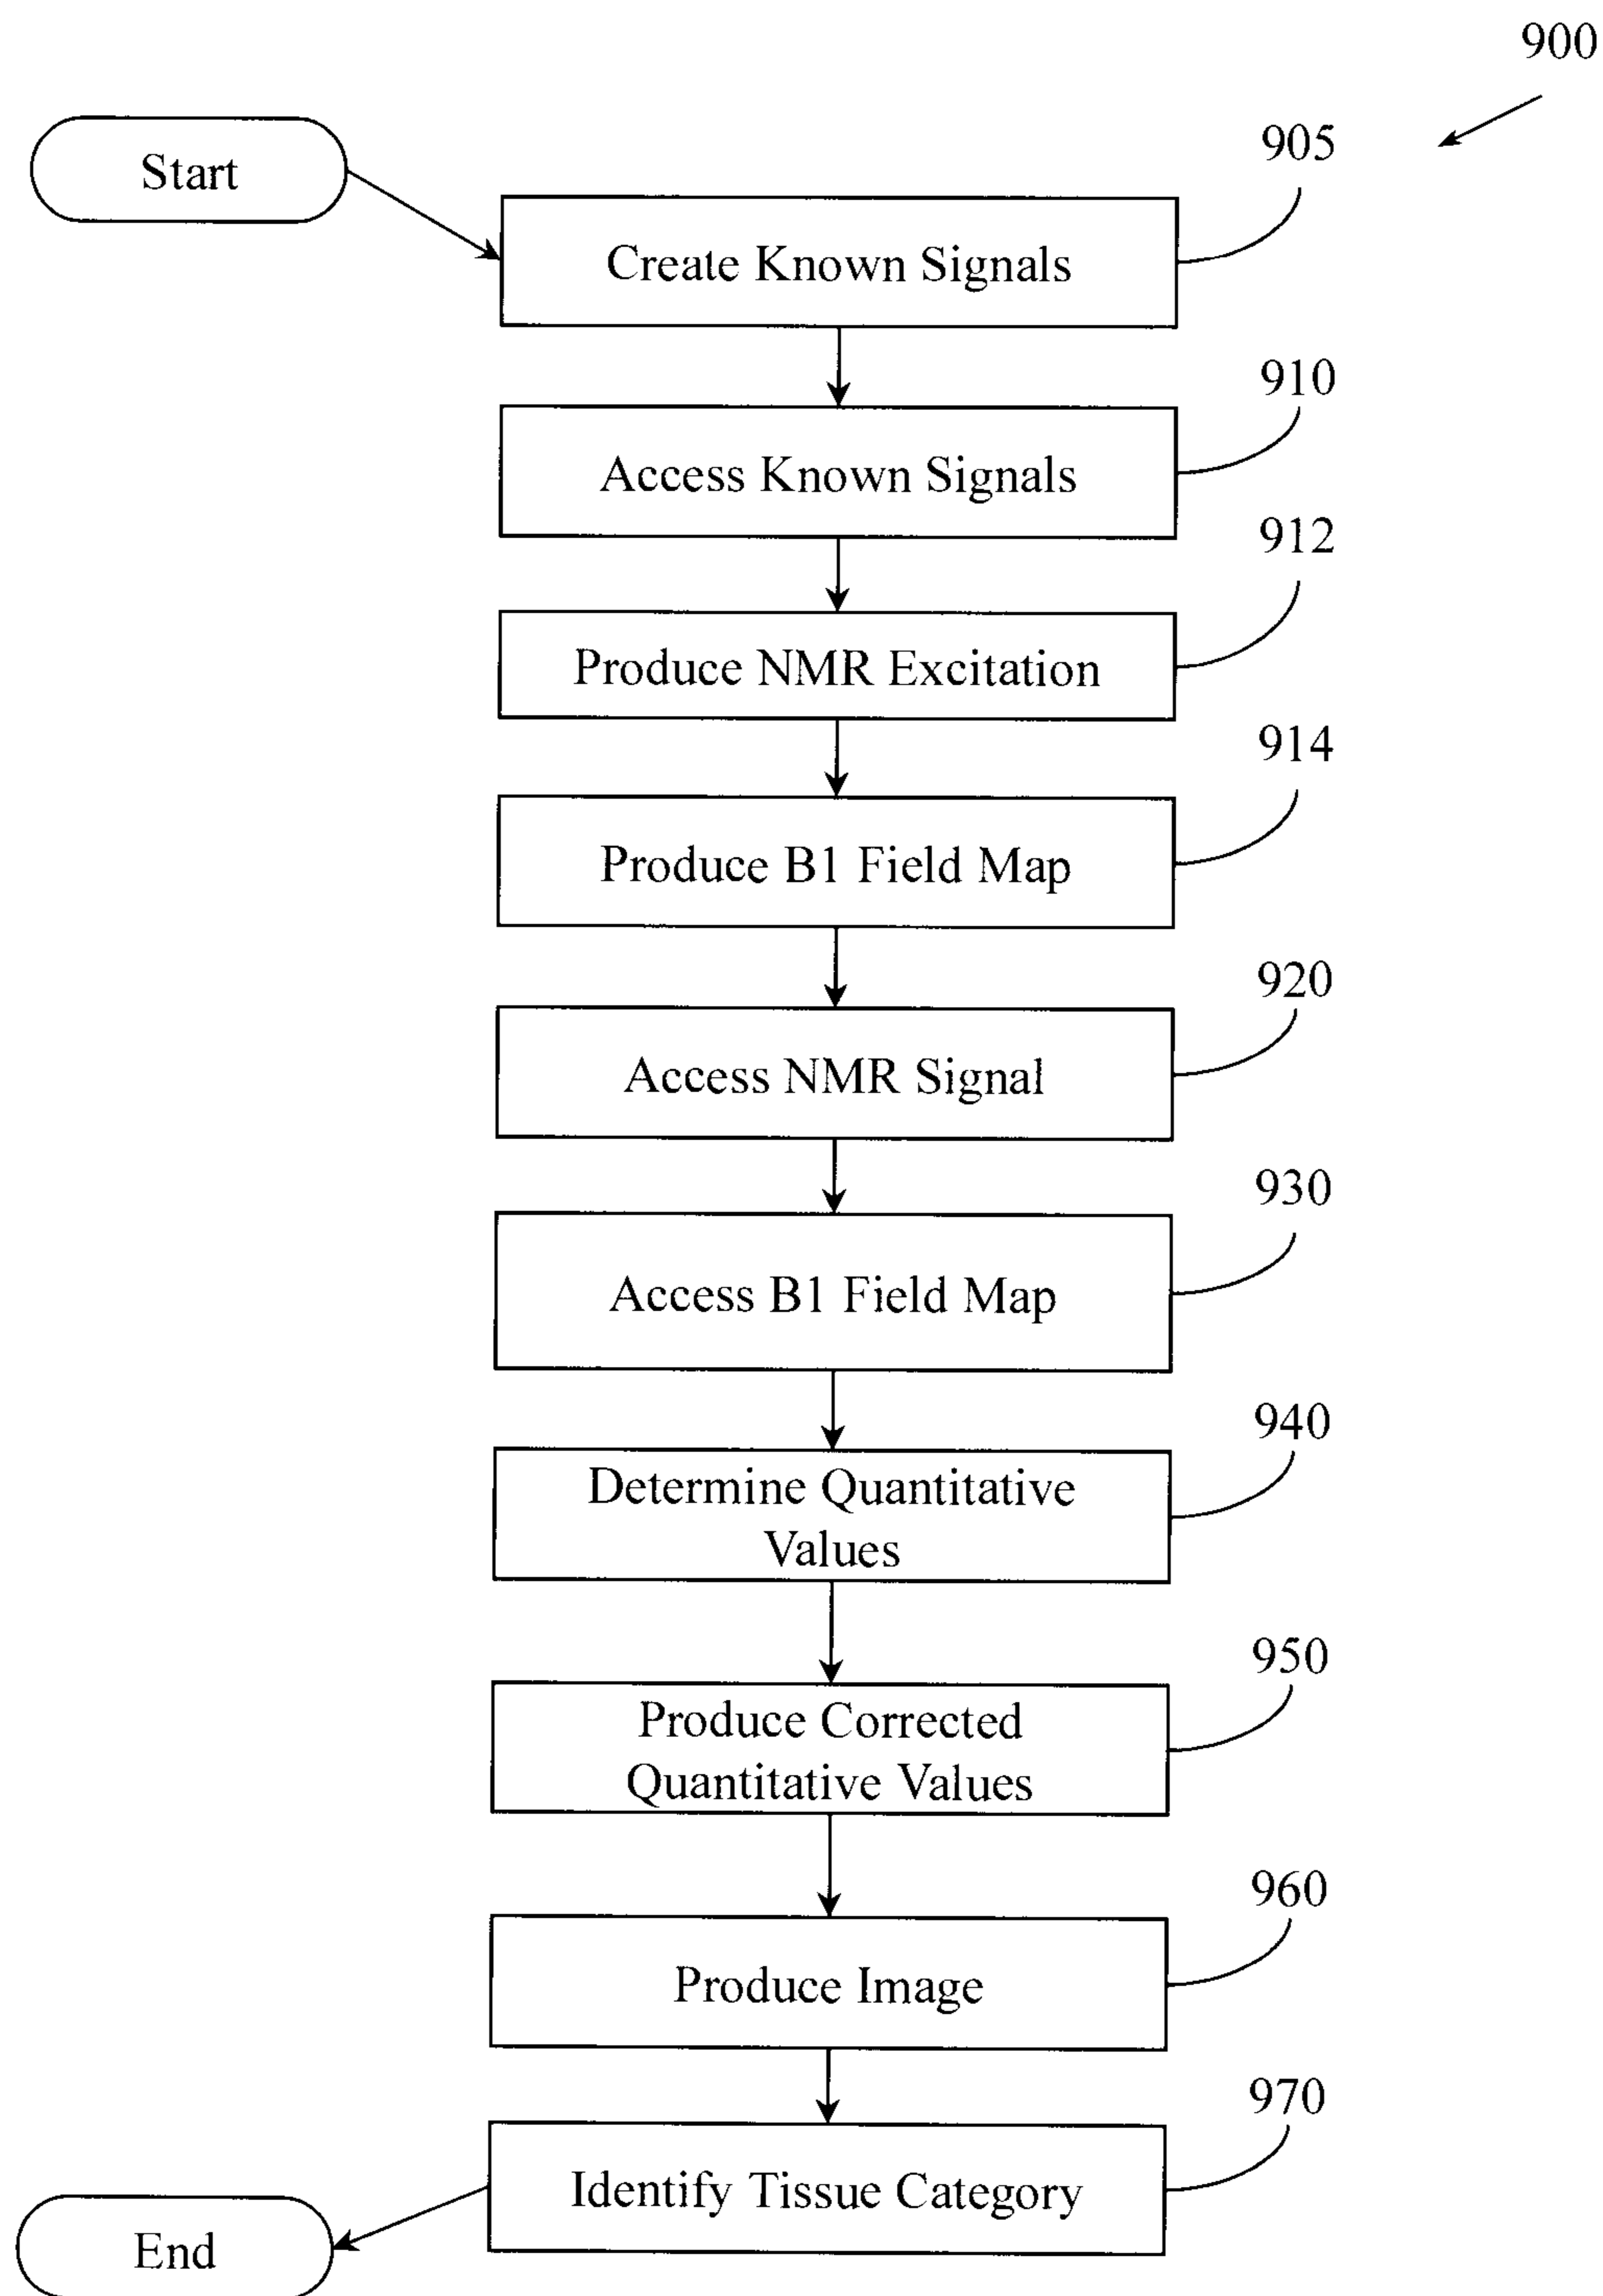 900
Start
905
Create Known Signals
910
Access Known Signals
912
Produce NMR Excitation
914
Produce B1 Field Map
920
Access NMR Signal
930
Access B1 Field Map
940
Determine Quantitative
Values
950
Produce Corrected
Quantitative Values
960
Produce Image
970
Identify Tissue Category
End